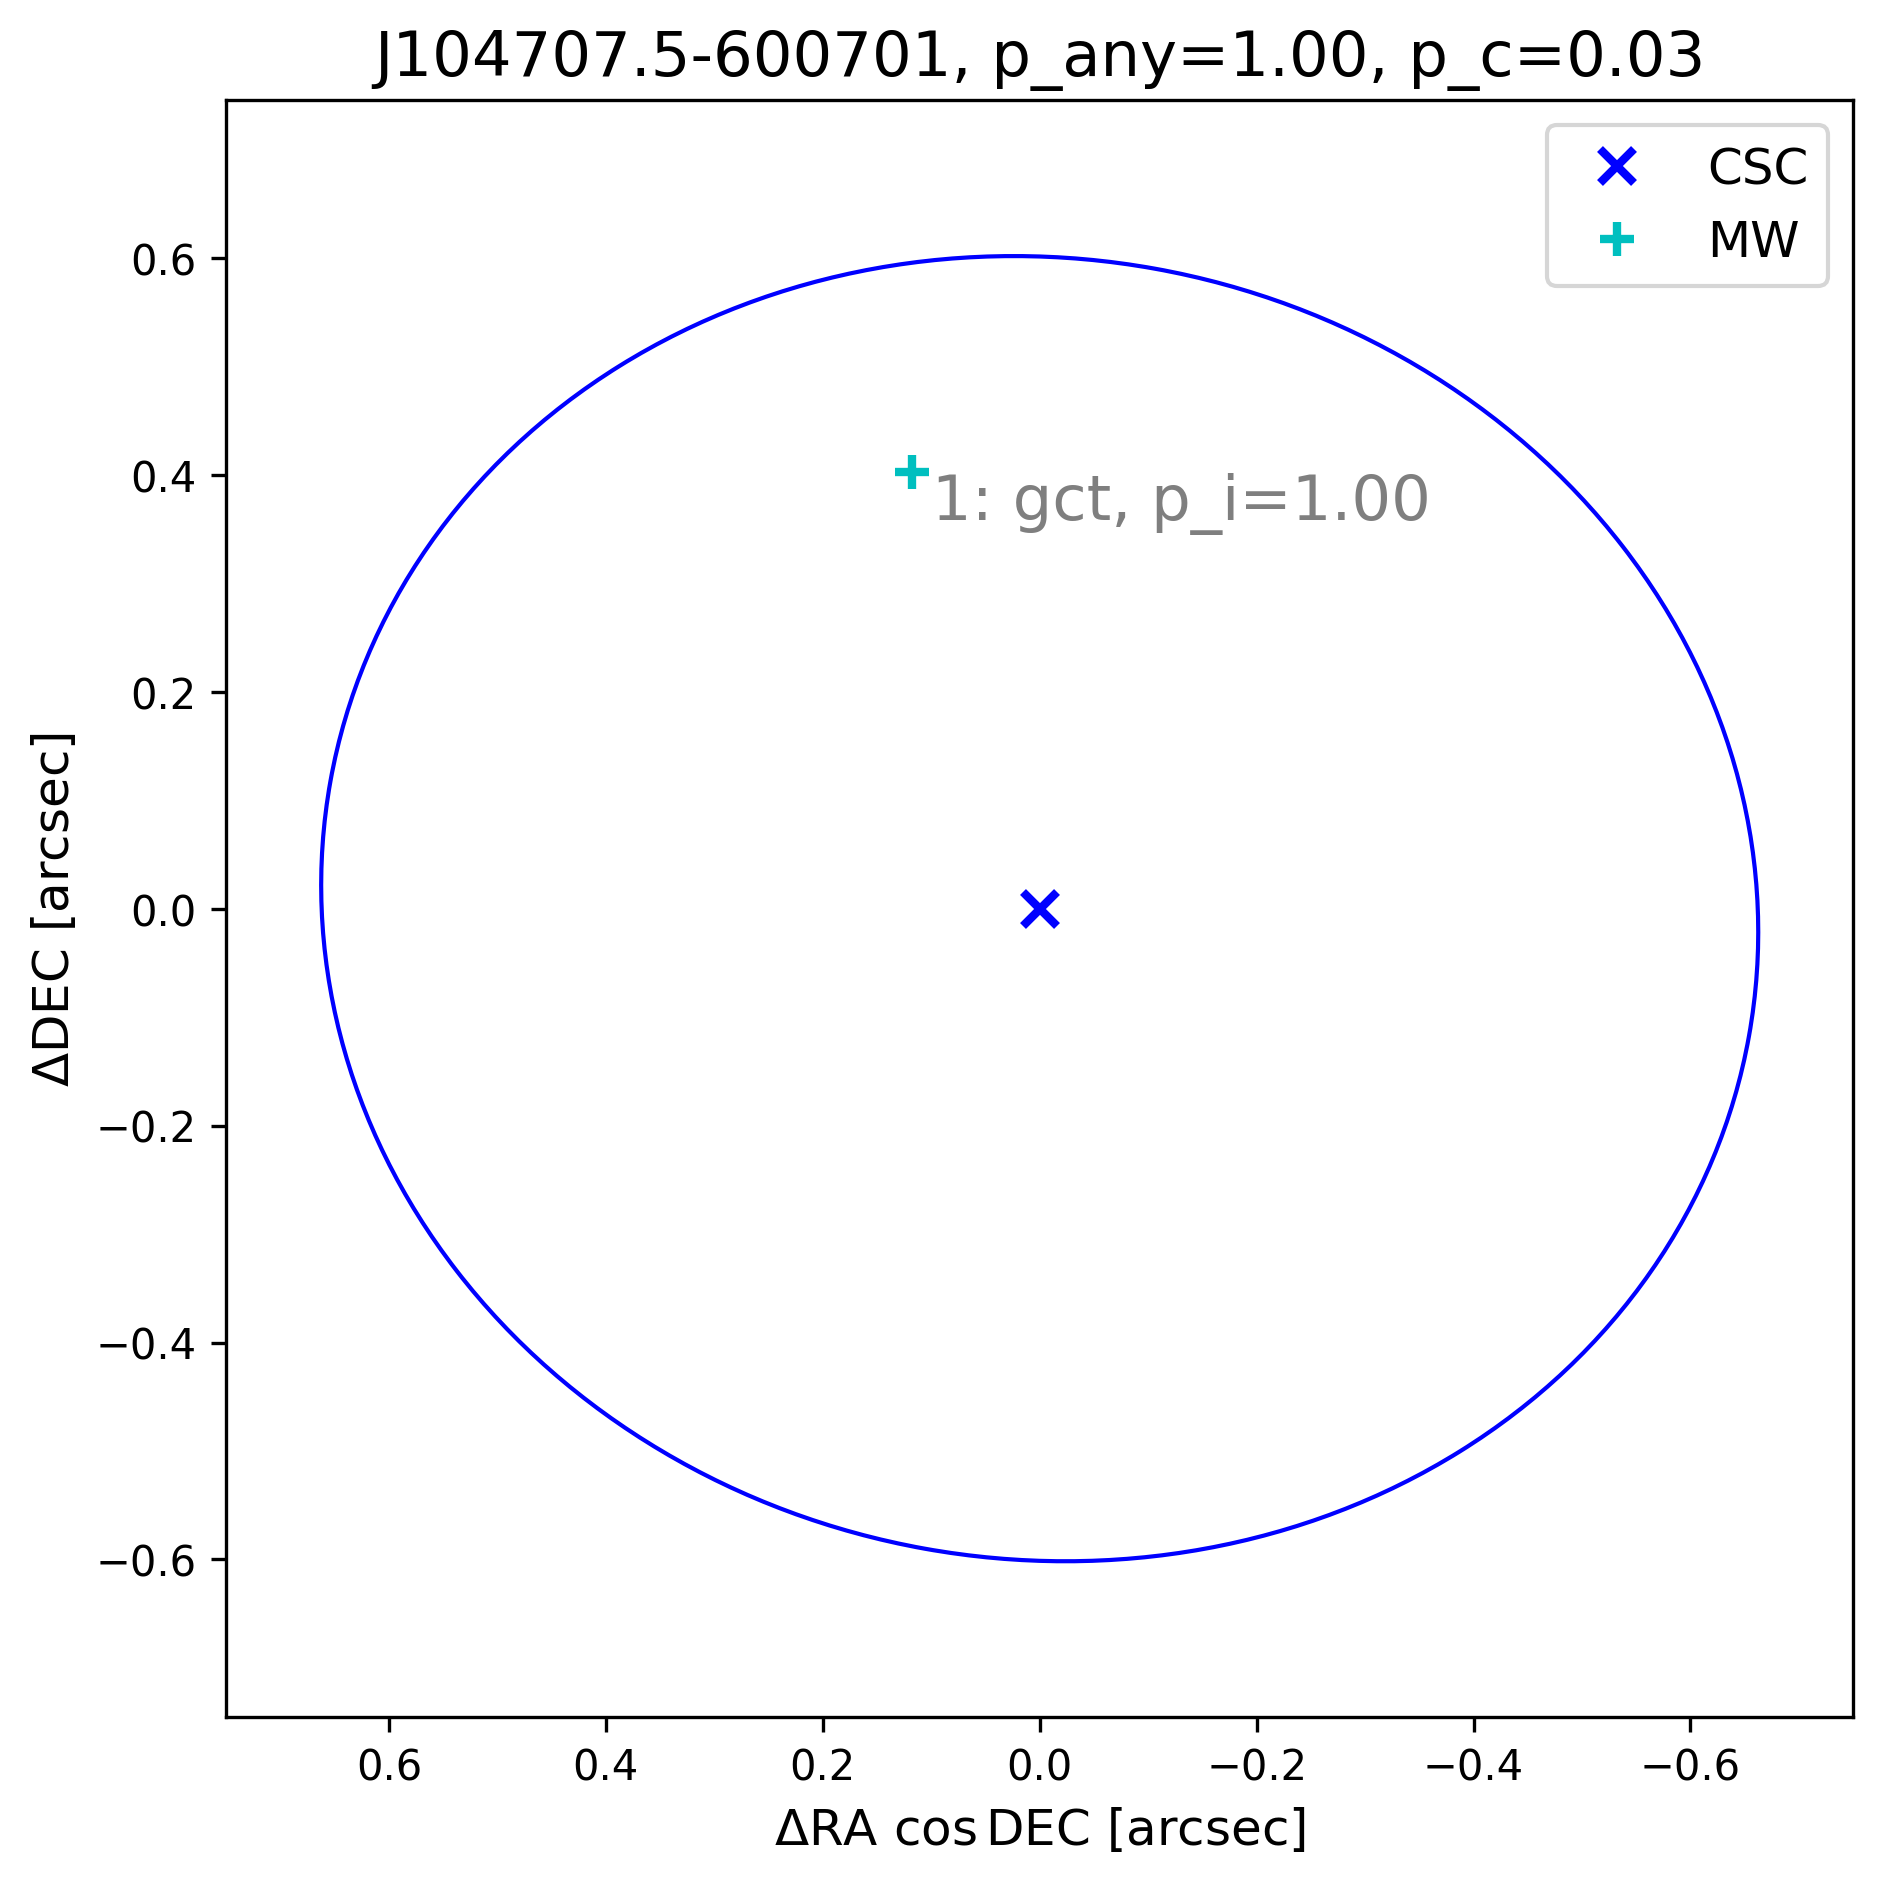 J104707.5-600701, p_any=1.00, p_c=0.03
CSC
MW
1: gct, p_i=1.00
ΔDEC [arcsec]
0.6
0.4
0.2
0.0
−0.2
−0.4
−0.6
0.6 0.4 0.2 0.0 −0.2 −0.4 −0.6
ΔRA cos DEC [arcsec]